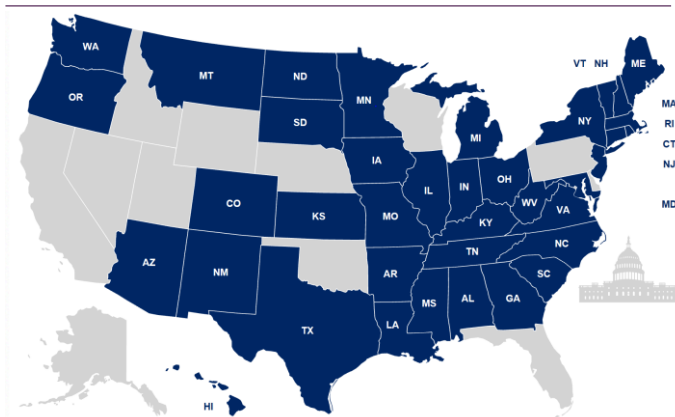 WA
MT
ND
MN
VT NH
ME
OR
SD
MI
NY
MA
RI
CT
NJ
IA
IL
IN
OH
CO
KS
MO
WV
VA
MD
KY
AZ
NM
AR
TN
NC
SC
MS
AL
GA
TX
LA
HI